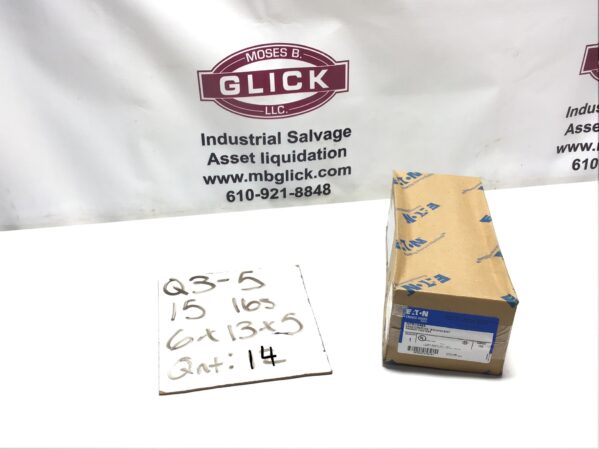 MOSES B.
GLICK
LLC.
Industrial Salvage
Asset liquidation
www.mbglick.com
610-921-8848
Indus
Asse
www.m
610
Q3-5
15 lbs
6x13x5
Qnt: 14
E·T·N
E·T·N
E·T·N